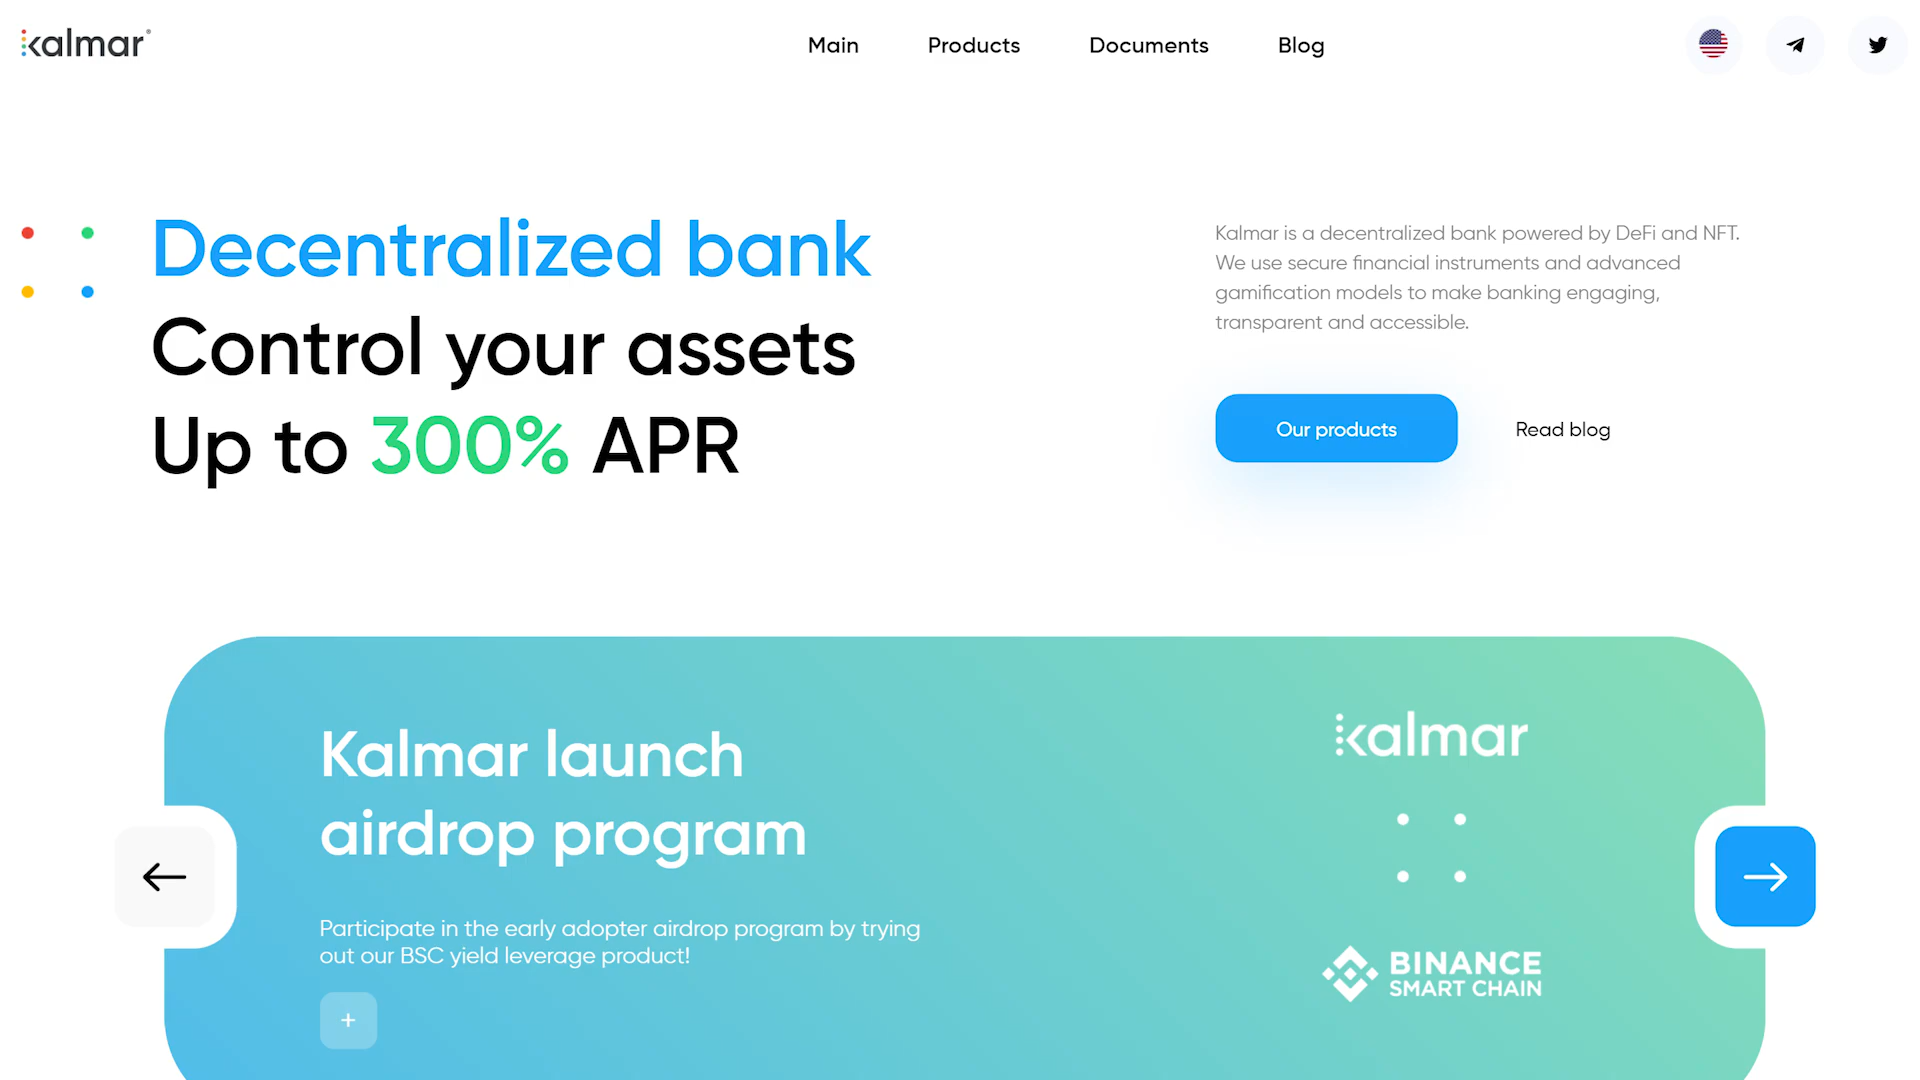 kalmar
Main
Products
Documents
Blog
Decentralized bank
Control your assets
Up to 300% APR
Kalmar is a decentralized bank powered by DeFi and NFT.
We use secure financial instruments and advanced
gamification models to make banking engaging,
transparent and accessible.
Our products
Read blog
Kalmar launch
airdrop program
Participate in the early adopter airdrop program by trying
out our BSC yield leverage product!
+
kalmar
BINANCE
SMART CHAIN